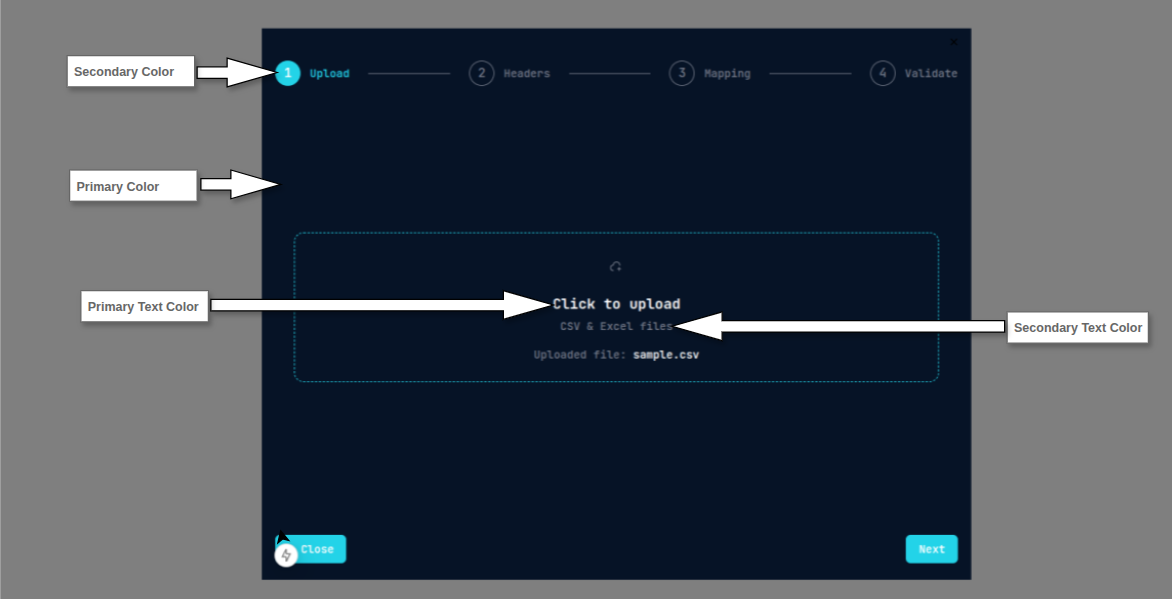 Secondary Color
1 Upload
2 Headers
3 Mapping
4 Validate
Primary Color
Primary Text Color
Click to upload
CSV & Excel files
Secondary Text Color
Uploaded file: sample.csv
Close
Next